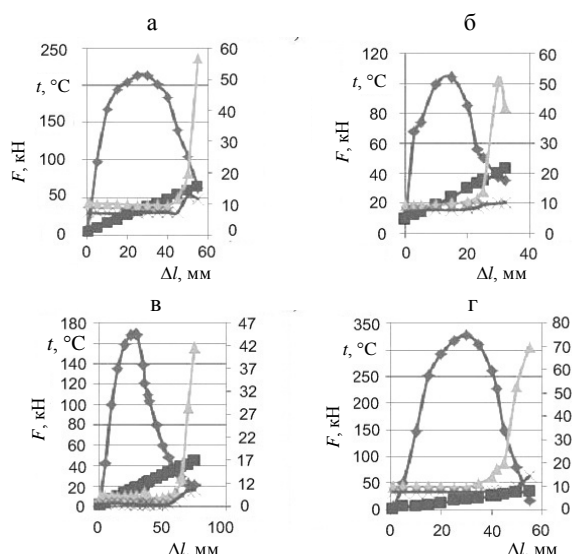 а б
250 60
t, °C 50
200
40
150
30
100
20
50
10
0 0
0 20 40 60
F, кН
Δl, мм
120 60
t, °C
100 50
80 40
60 30
40 20
20 10
0 0
0 20 40
F, кН
Δl, мм
в г
180 47
160 42
t, °C
140 37
120 32
100 27
80 22
60 17
40
20 12
0 6
0 50 100
F, кН
Δl, мм
350 80
t, °C 70
300
60
250
50
200
40
150 30
100 20
50 10
0 0
0 20 40 60
F, кН
Δl, мм